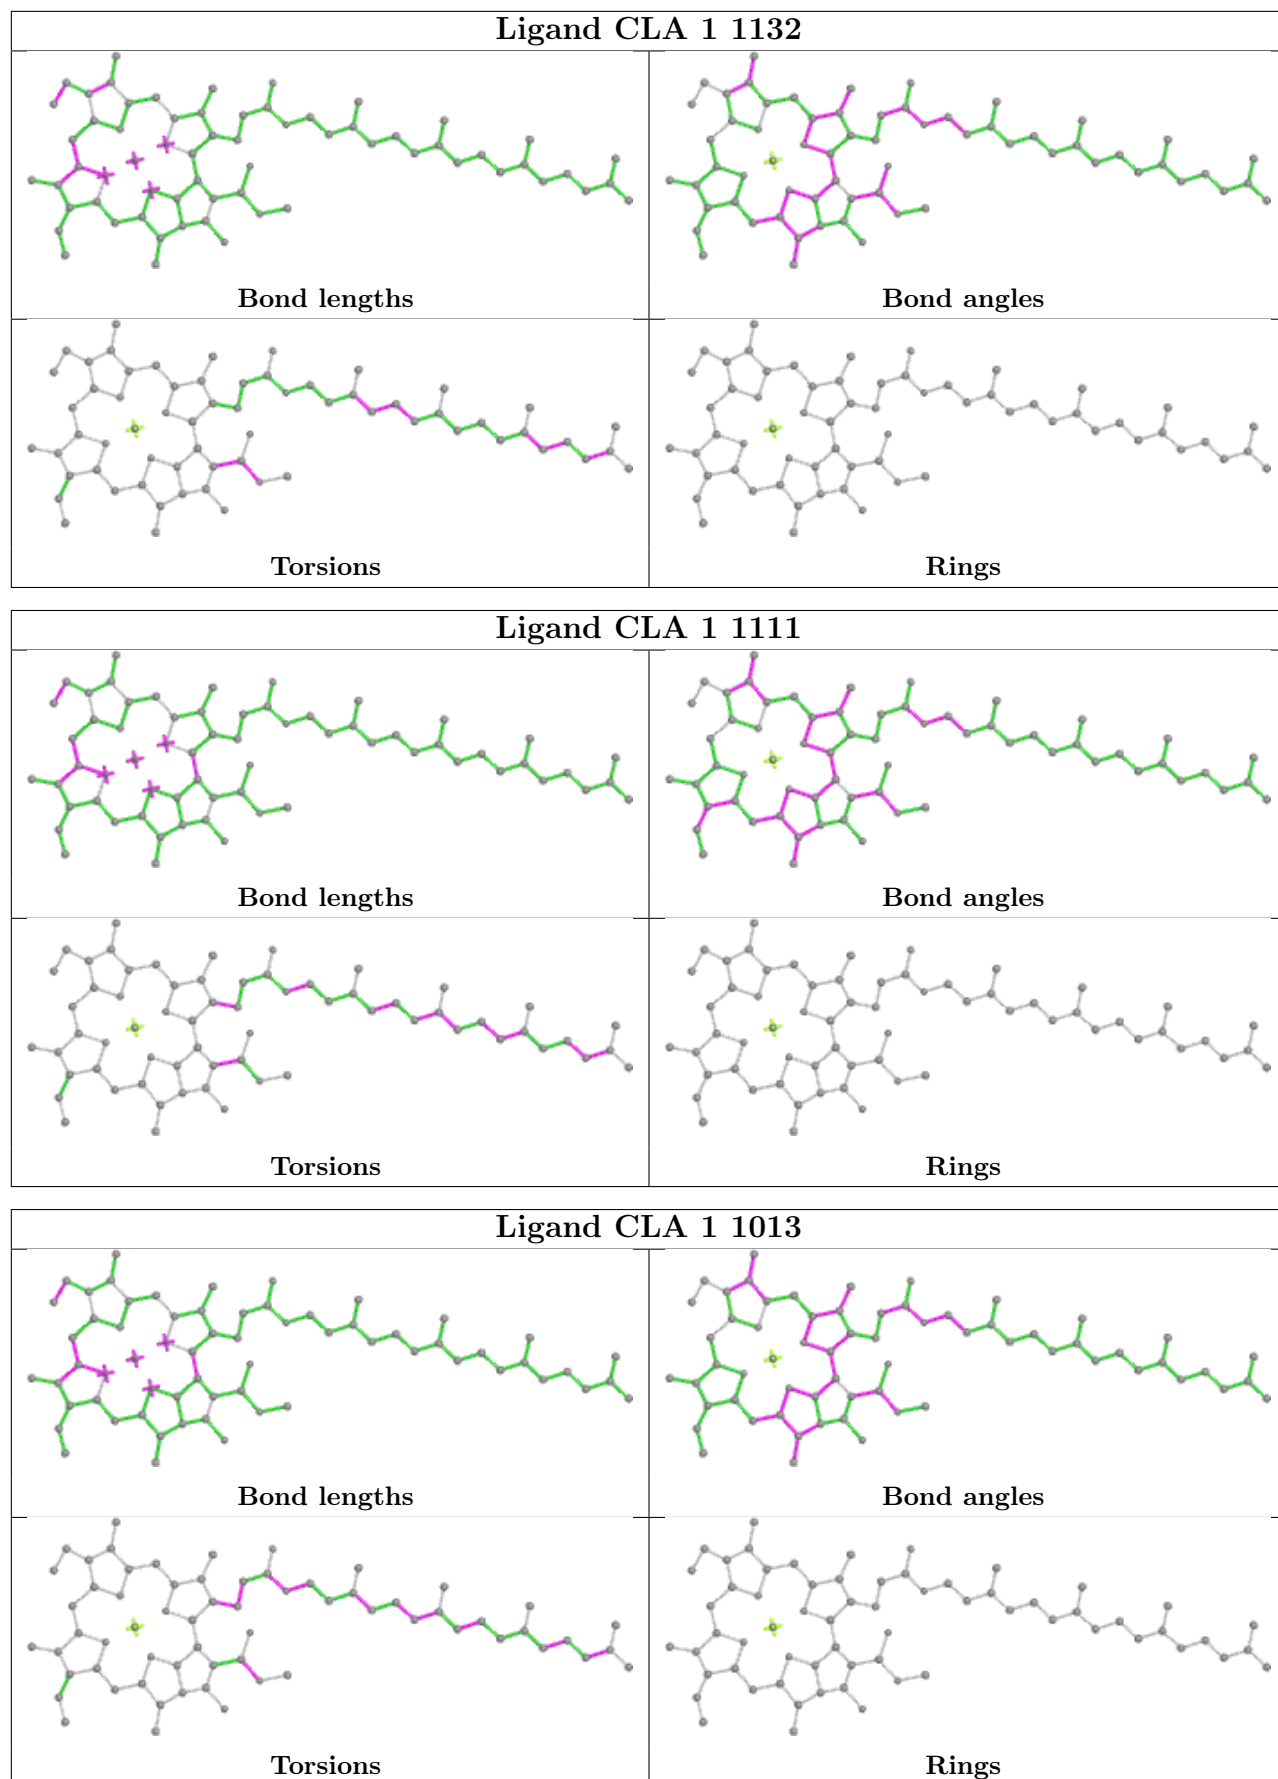 Ligand CLA 1 1132
Bond lengths
Bond angles
Torsions
Rings
Ligand CLA 1 1111
Bond lengths
Bond angles
Torsions
Rings
Ligand CLA 1 1013
Bond lengths
Bond angles
Torsions
Rings